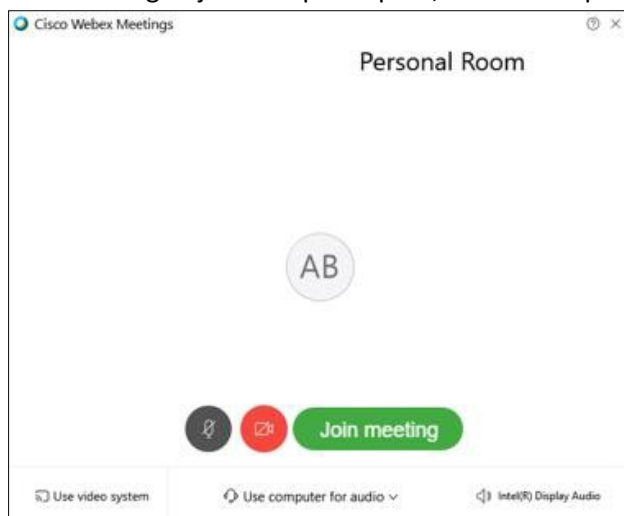 Cisco Webex Meetings
Personal Room
AB
Join meeting
Use video system
Use computer for audio
Intel(R) Display Audio